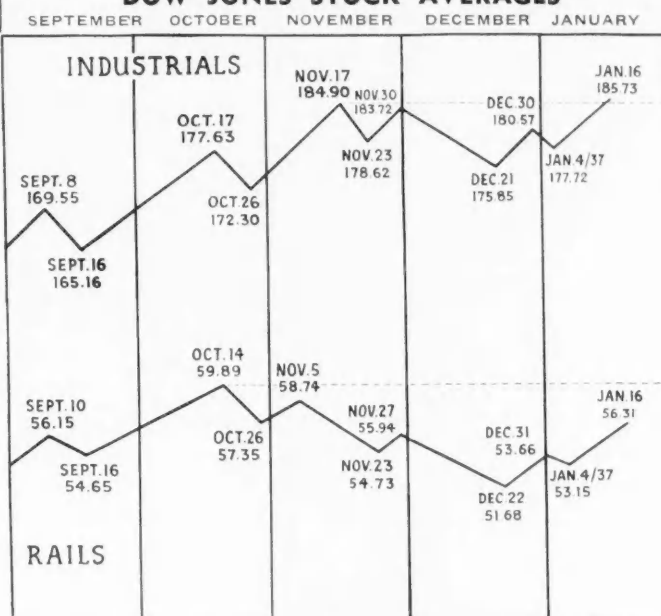 DOW-JONES STOCK AVERAGES
SEPTEMBER OCTOBER NOVEMBER DECEMBER JANUARY
INDUSTRIALS
SEPT. 8
169.55
SEPT.16
165.16
OCT.17
177.63
OCT.26
172.30
NOV.17
184.90
NOV.23
178.62
NOV.30
183.72
DEC.21
175.85
DEC.30
180.57
JAN.4/37
177.72
JAN.16
185.73
SEPT.10
56.15
SEPT.16
54.65
OCT.14
59.89
OCT.26
57.35
NOV.5
58.74
NOV.23
54.73
NOV.27
55.94
DEC.22
51.68
DEC.31
53.66
JAN.4/37
53.15
JAN.16
56.31
RAILS